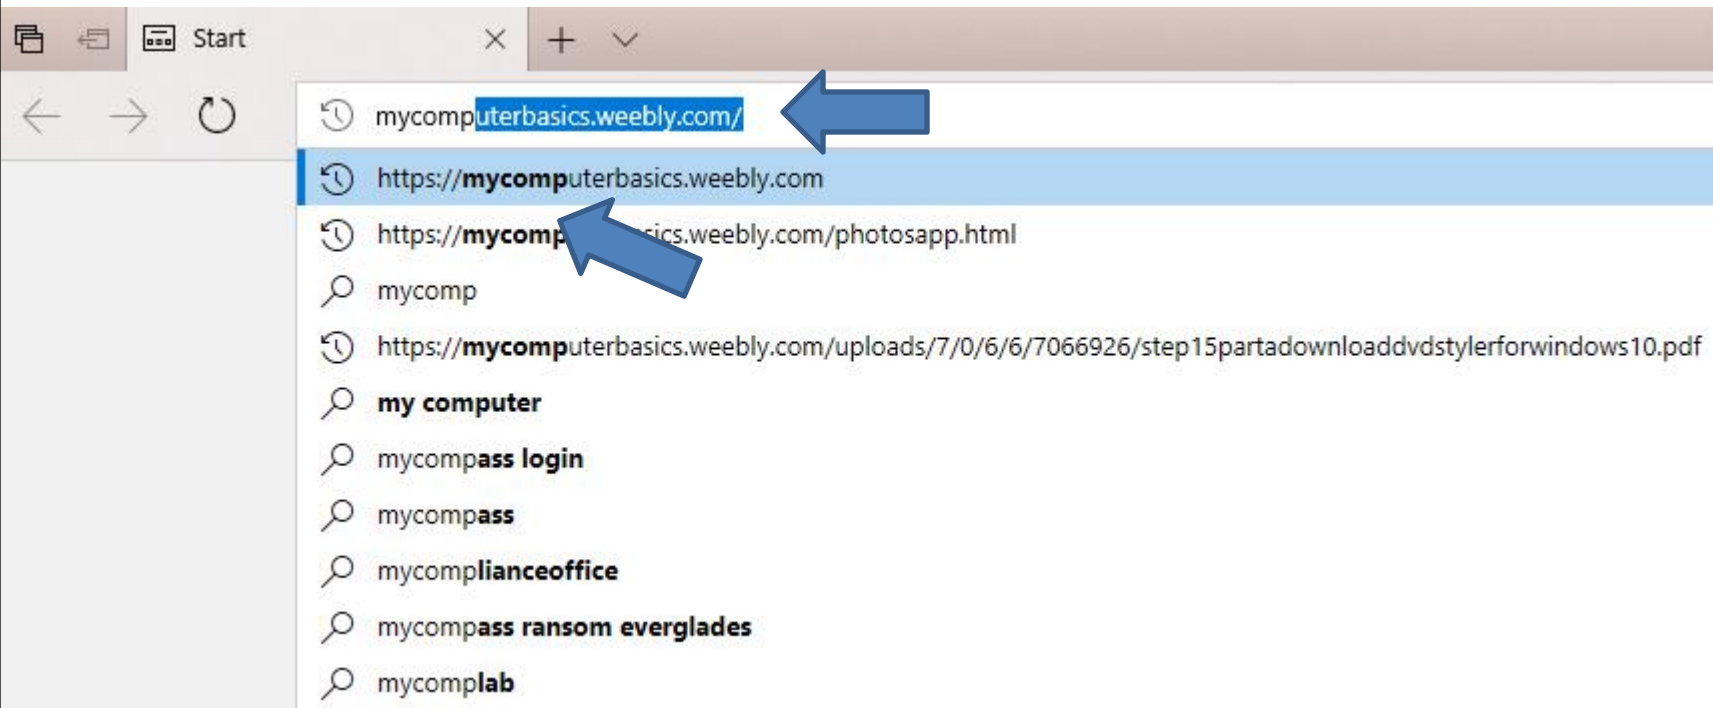 Start
mycomputerbasics.weebly.com/
https://mycomputerbasics.weebly.com
https://mycomp sics.weebly.com/photosapp.html
mycomp
https://mycomputerbasics.weebly.com/uploads/7/0/6/6/7066926/step15partadownloaddvdstylerforwindows10.pdf
my computer
mycompass login
mycompass
mycomplianceoffice
mycompass ransom everglades
mycomplab